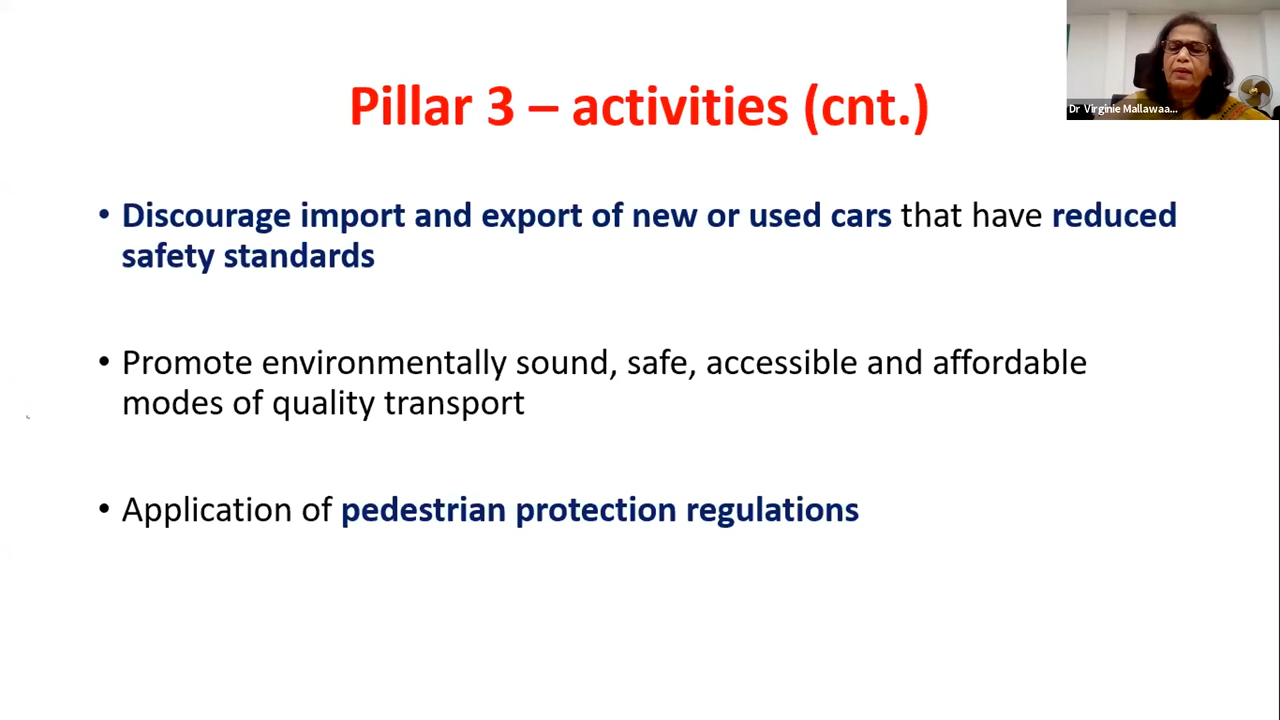 Pillar 3 – activities (cnt.)
Dr Virginie Mallawaa...
• Discourage import and export of new or used cars that have reduced
safety standards
• Promote environmentally sound, safe, accessible and affordable
modes of quality transport
• Application of pedestrian protection regulations